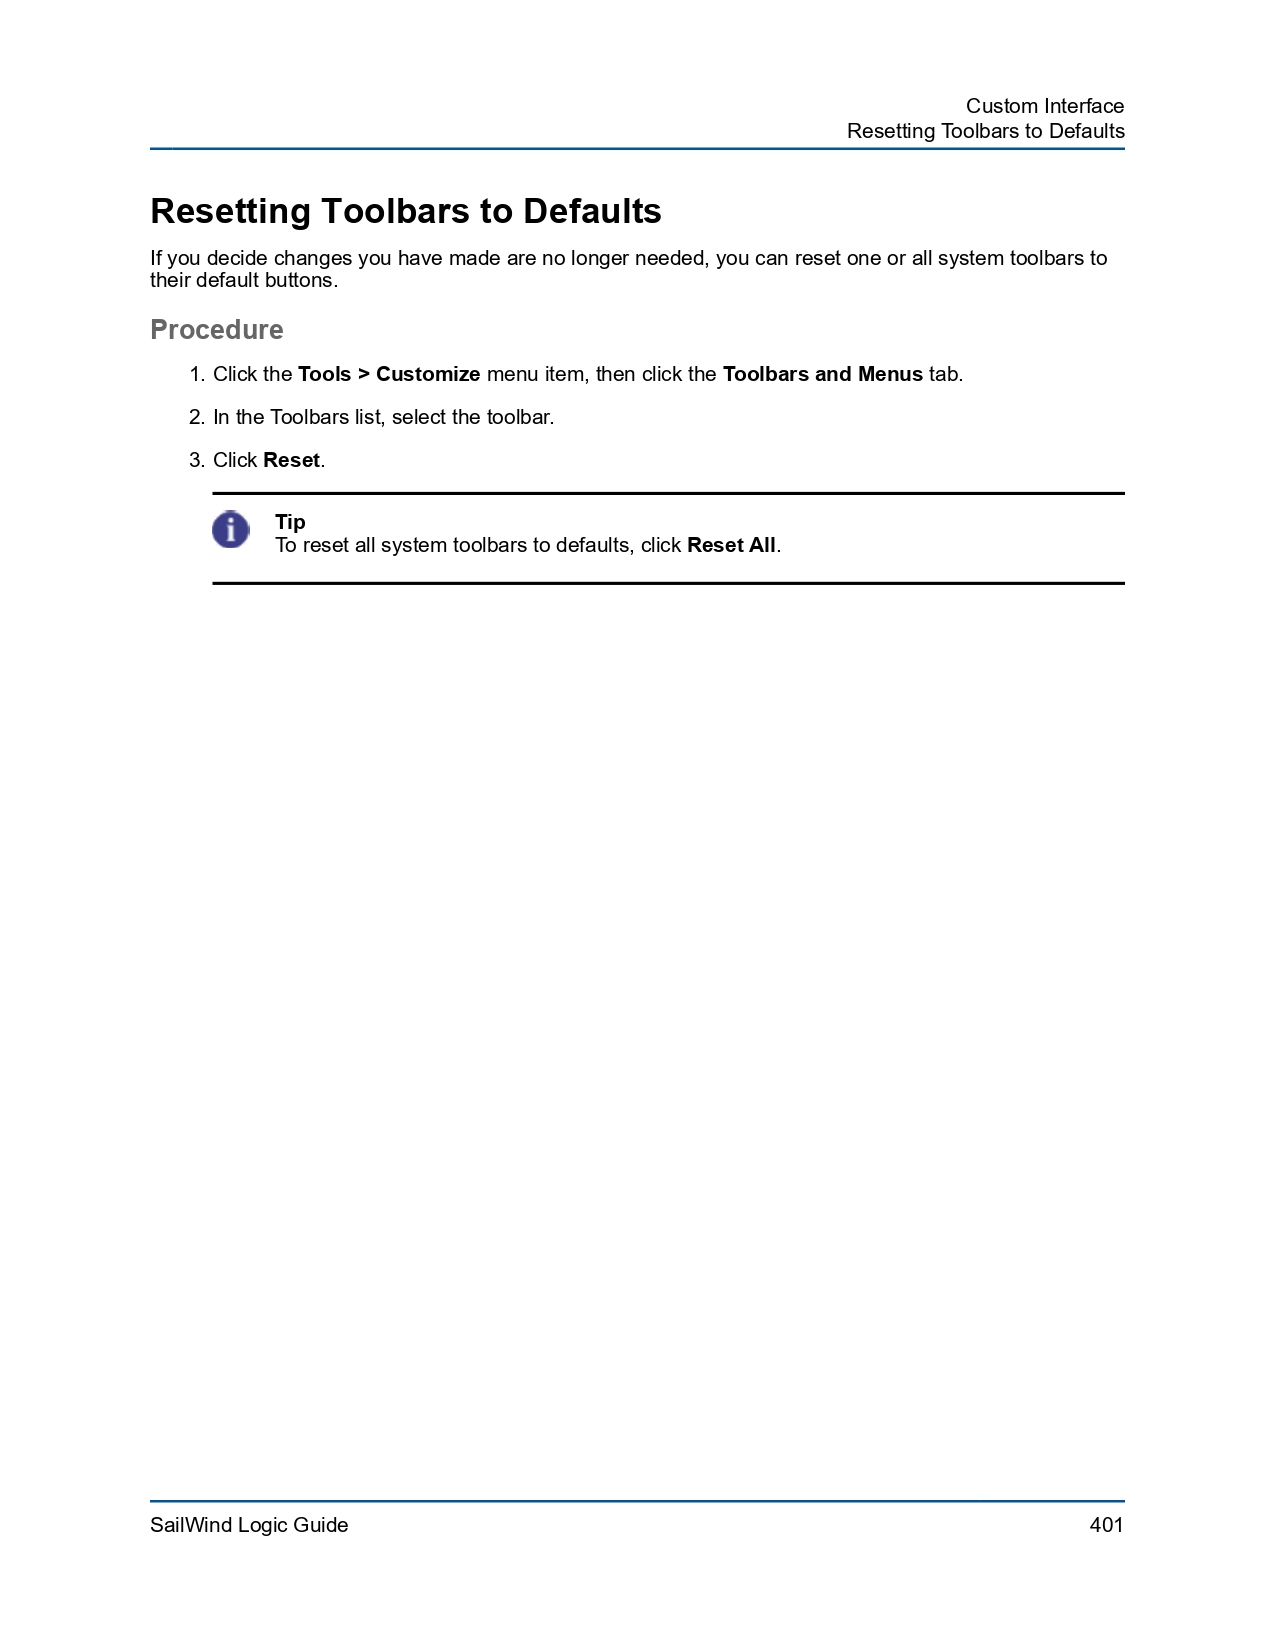 Custom Interface
Resetting Toolbars to Defaults
Resetting Toolbars to Defaults
If you decide changes you have made are no longer needed, you can reset one or all system toolbars to
their default buttons.
Procedure
1. Click the Tools > Customize menu item, then click the Toolbars and Menus tab.
2. In the Toolbars list, select the toolbar.
3. Click Reset.
Tip
To reset all system toolbars to defaults, click Reset All.
SailWind Logic Guide 401